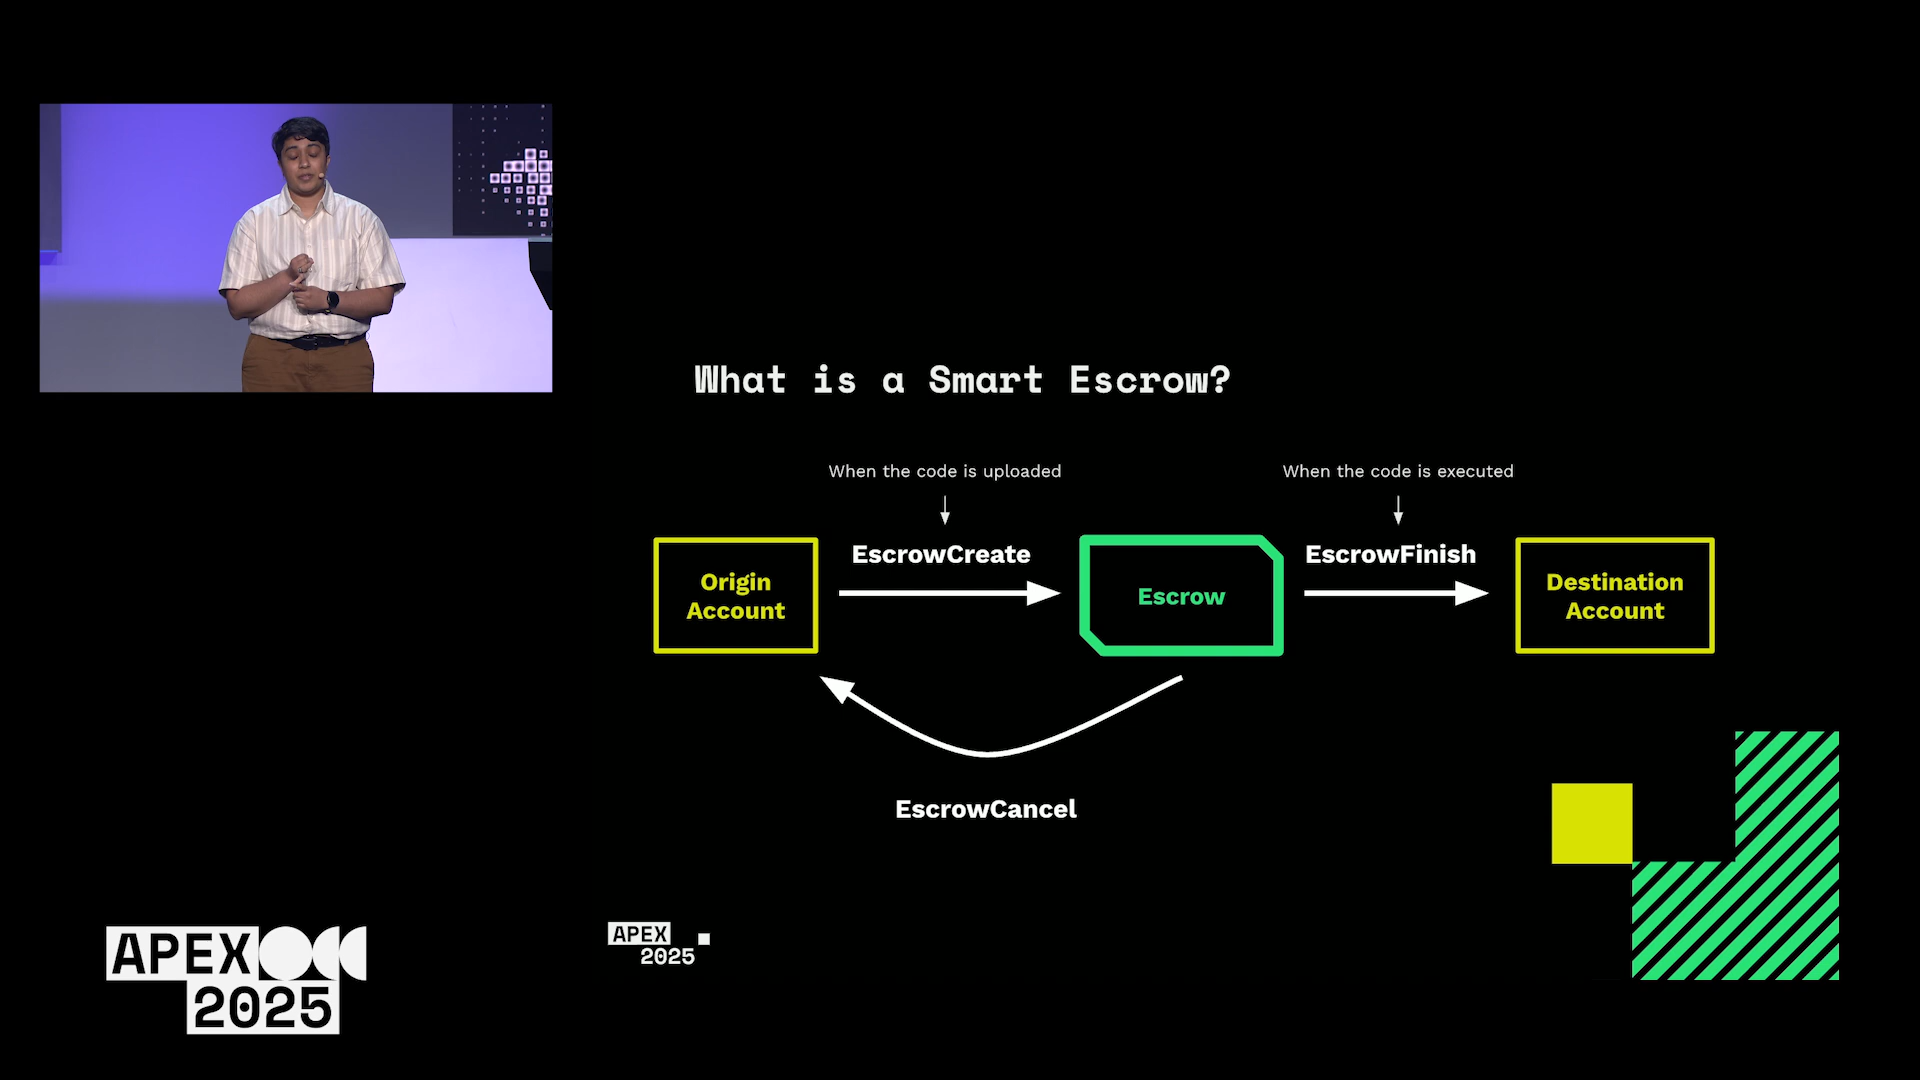 What is a Smart Escrow?
When the code is uploaded
When the code is executed
EscrowCreate
EscrowFinish
Origin
Account
Escrow
Destination
Account
EscrowCancel
APEX
2025
APEX
2025